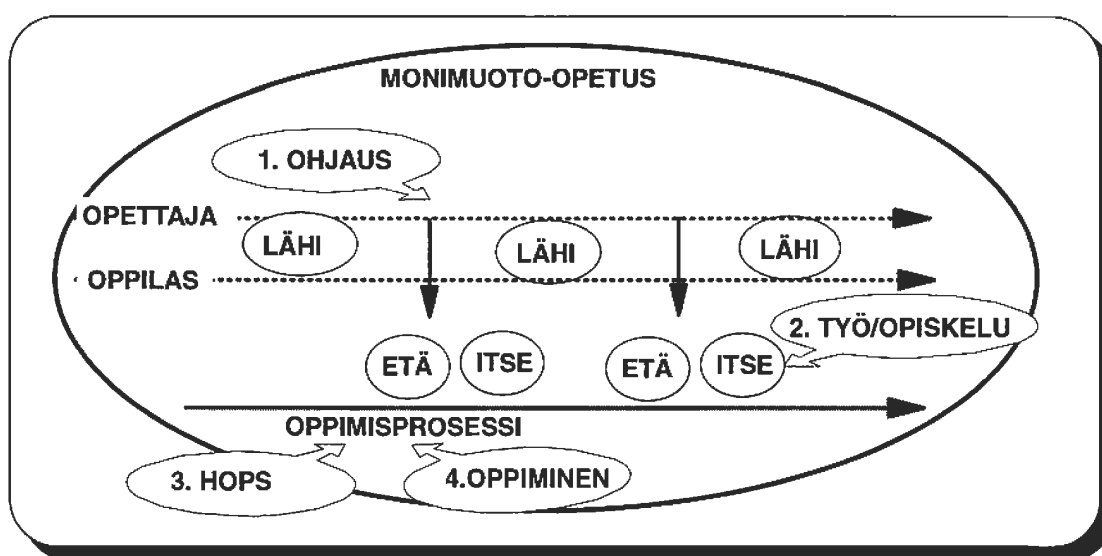 MONIMUOTO-OPETUS
1. OHJAUS
OPETTAJA
LÄHI
LÄHI
LÄHI
OPPILAS
2. TYÖ/OPISKELU
ETÄ
ITSE
ETÄ
ITSE
OPPIMISPROSESSI
3. HOPS
4.OPPIMINEN